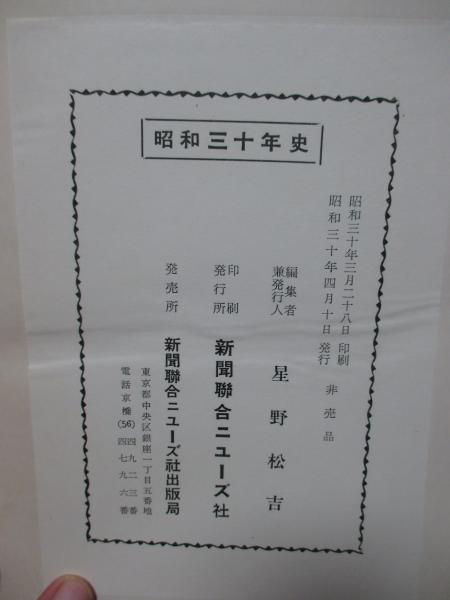 昭和三十年史
昭和三十年三月二十八日 印刷
昭和三十年四月十日 発行
非売品
編集者
兼発行人
星野松吉
印刷
発行所
新聞聯合ニユーズ社
発売所
新聞聯合ニユーズ社出版局
東京都中央区銀座一丁目五番地
電話京橋(56)四九二三番
四七九六番